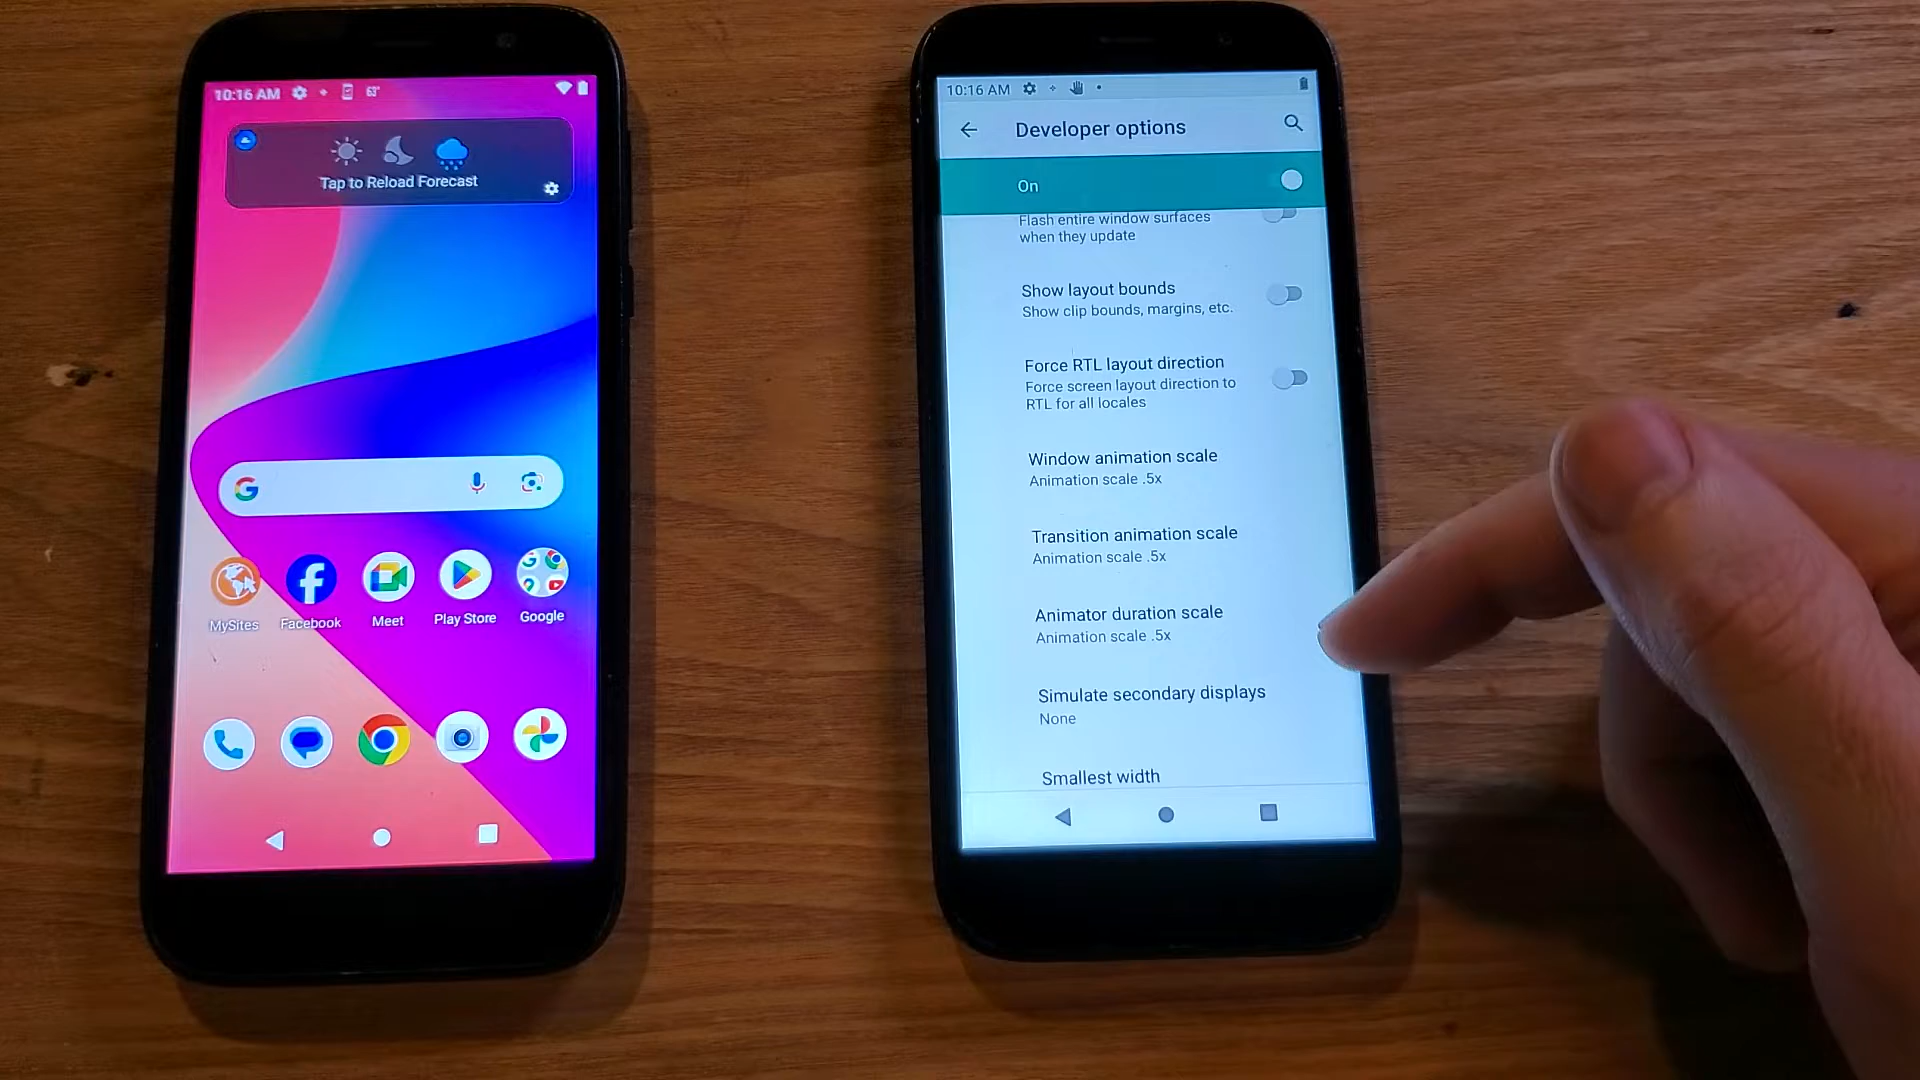 10:16 AM
63°
Tap to Reload Forecast
G
MySites
Facebook
Meet
Play Store
Google
10:16 AM
Developer options
On
Flash entire window surfaces
when they update
Show layout bounds
Show clip bounds, margins, etc.
Force RTL layout direction
Force screen layout direction to
RTL for all locales
Window animation scale
Animation scale .5x
Transition animation scale
Animation scale .5x
Animator duration scale
Animation scale .5x
Simulate secondary displays
None
Smallest width